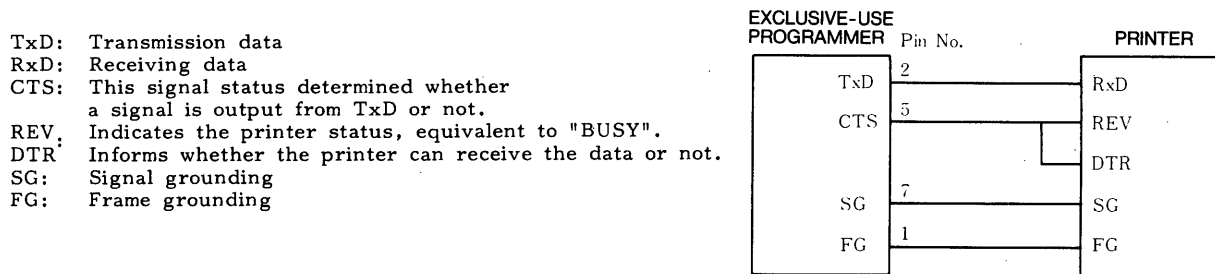 TxD: Transmission data
RxD: Receiving data
CTS: This signal status determined whether
a signal is output from TxD or not.
REV. Indicates the printer status, equivalent to "BUSY".
DTR Informs whether the printer can receive the data or not.
SG: Signal grounding
FG: Frame grounding
EXCLUSIVE-USE
PROGRAMMER Pin No. PRINTER
TxD 2 RxD
CTS 5 REV
DTR
SG 7 SG
FG 1 FG